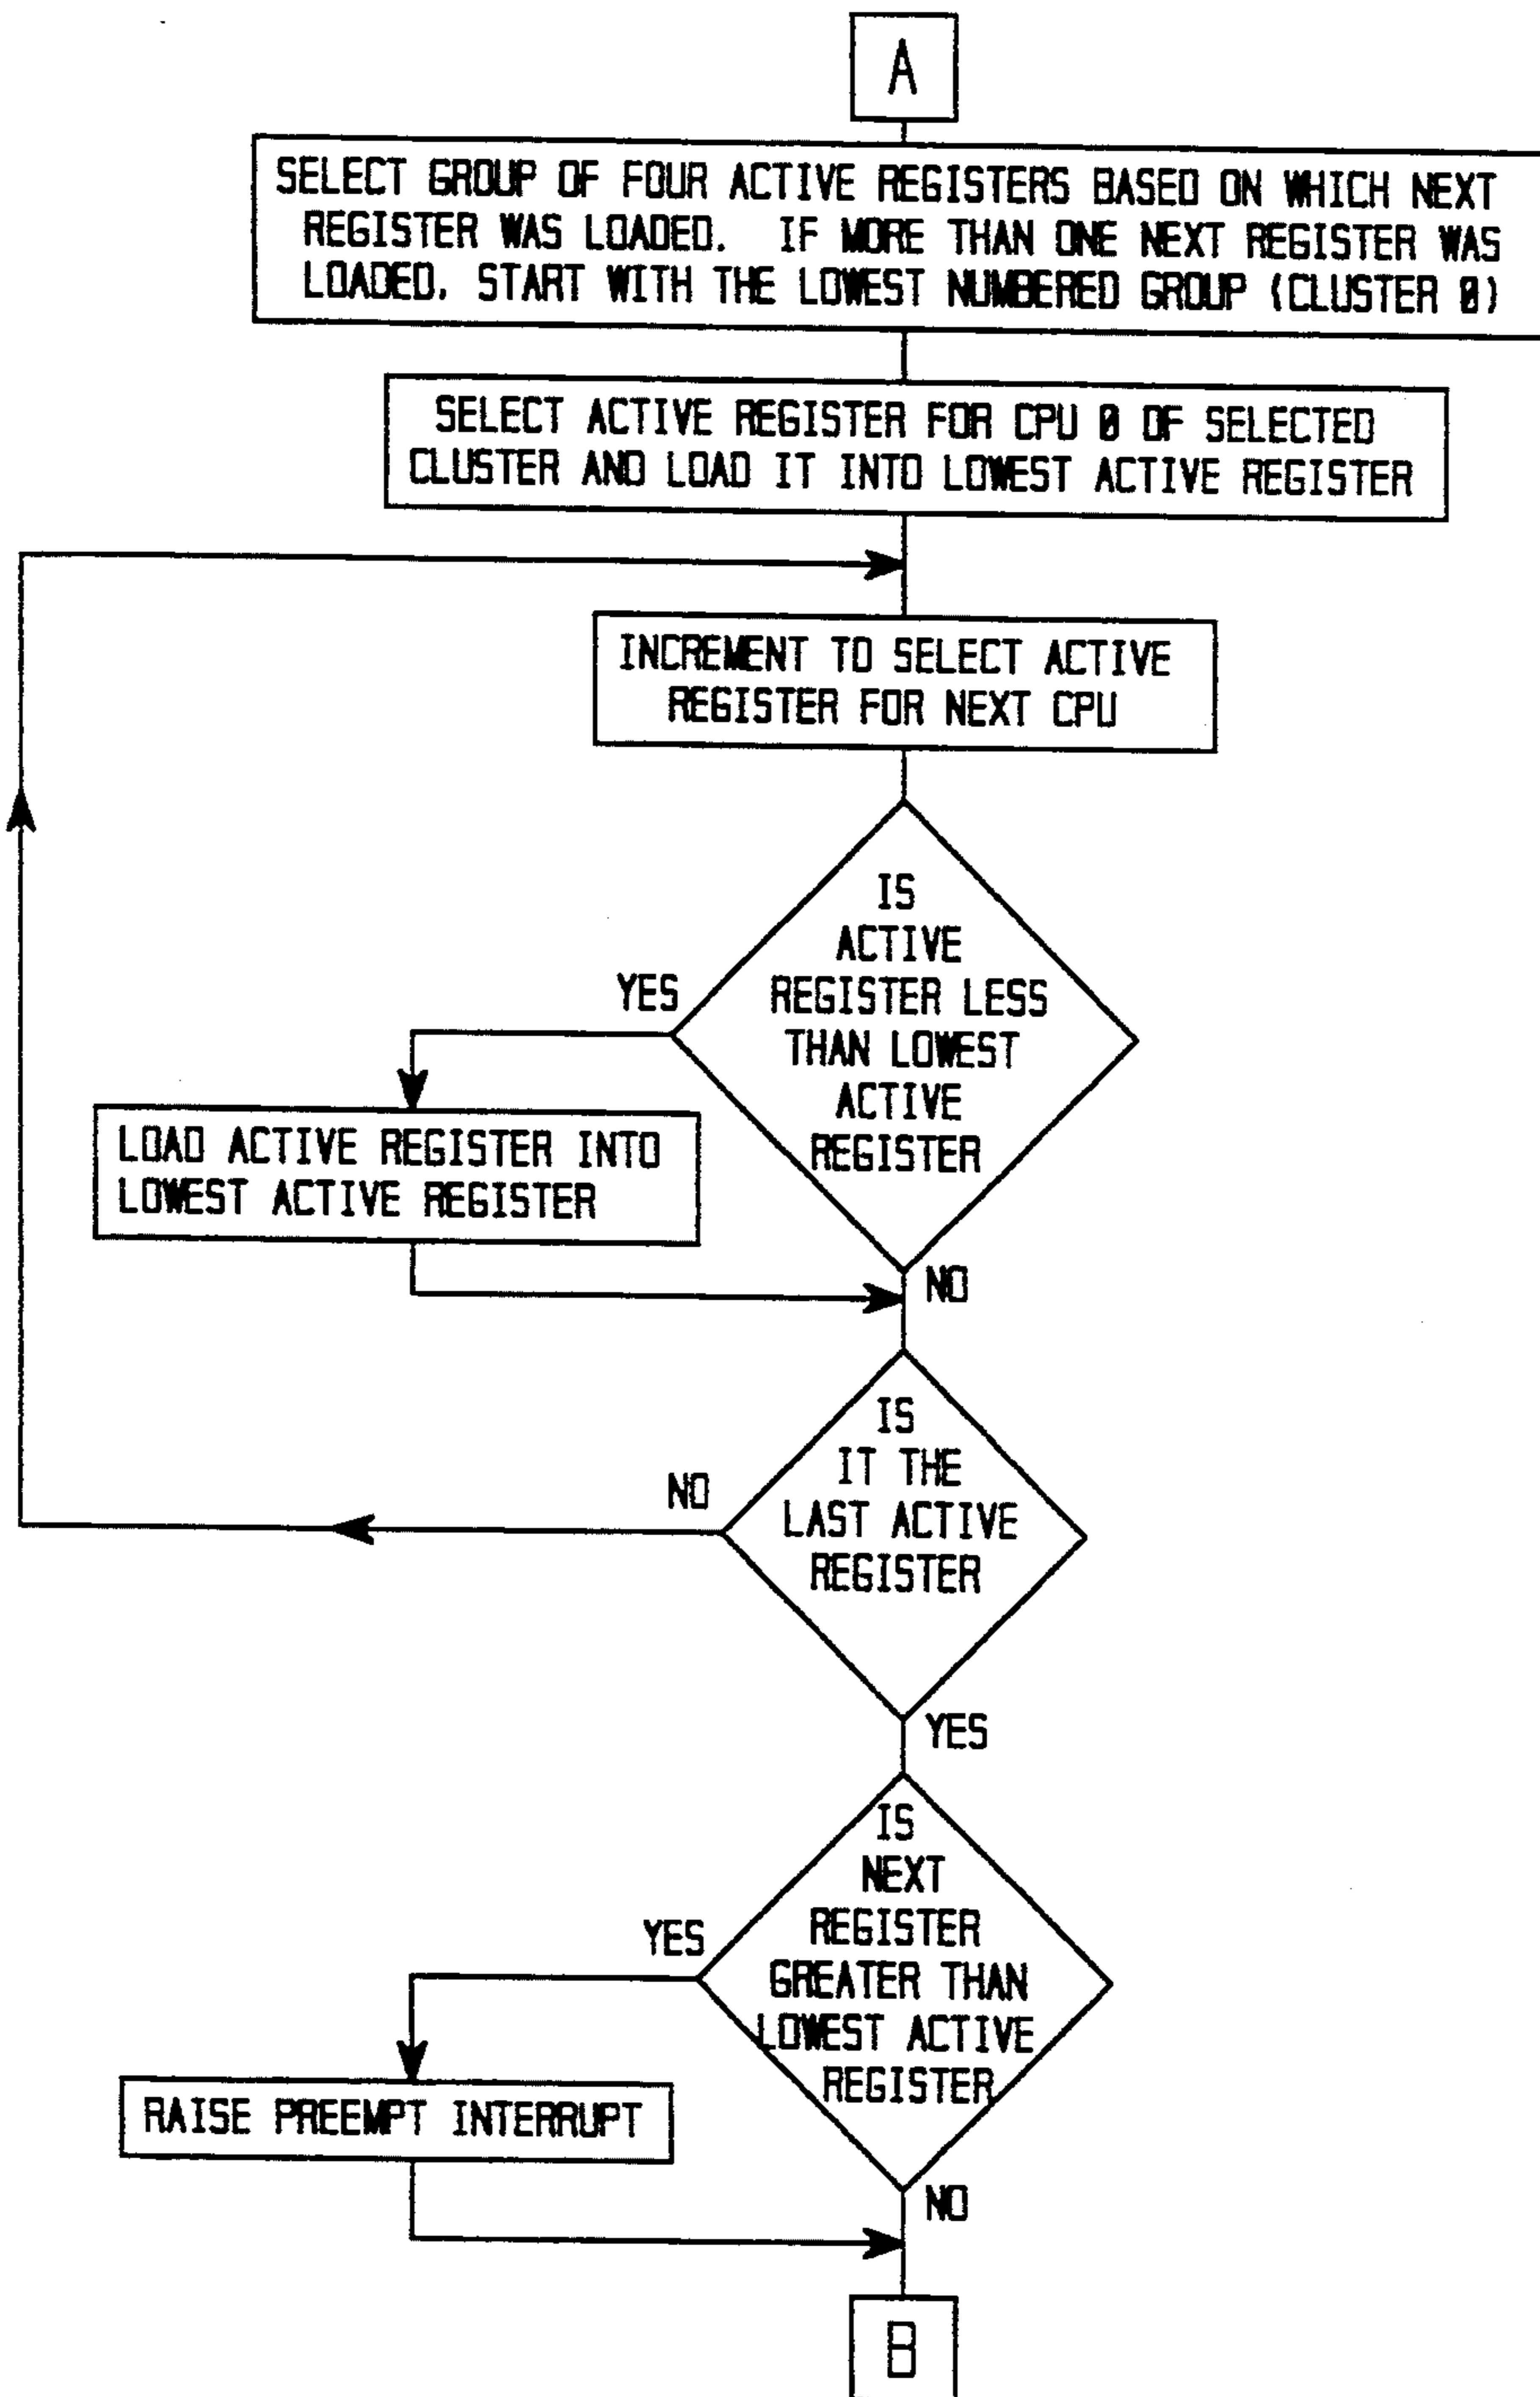 A
SELECT GROUP OF FOUR ACTIVE REGISTERS BASED ON WHICH NEXT
REGISTER WAS LOADED. IF MORE THAN ONE NEXT REGISTER WAS
LOADED, START WITH THE LOWEST NUMBERED GROUP (CLUSTER 0)
SELECT ACTIVE REGISTER FOR CPU 0 OF SELECTED
CLUSTER AND LOAD IT INTO LOWEST ACTIVE REGISTER
INCREMENT TO SELECT ACTIVE
REGISTER FOR NEXT CPU
IS
ACTIVE
REGISTER LESS
THAN LOWEST
ACTIVE
REGISTER
YES
LOAD ACTIVE REGISTER INTO
LOWEST ACTIVE REGISTER
NO
IS
IT THE
LAST ACTIVE
REGISTER
NO
YES
IS
NEXT
REGISTER
GREATER THAN
LOWEST ACTIVE
REGISTER
YES
RAISE PREEMPT INTERRUPT
NO
B